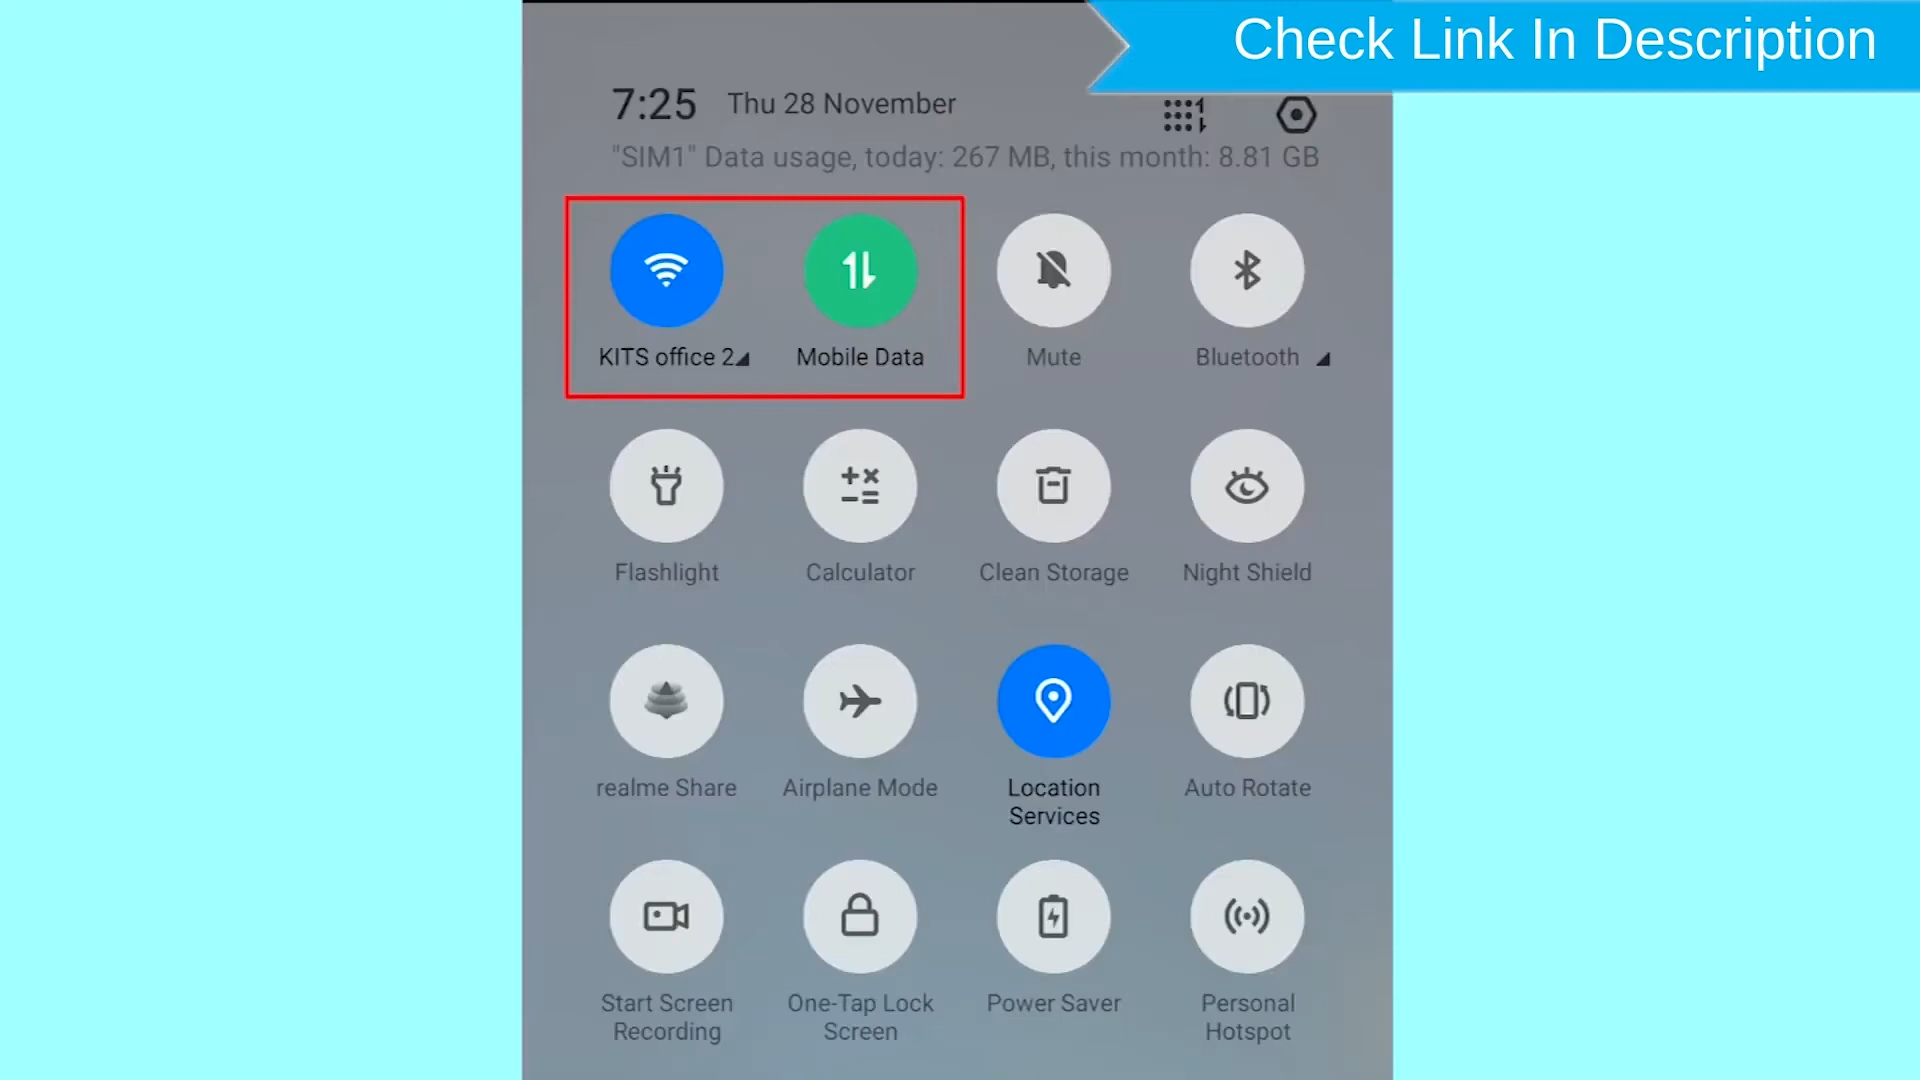 Check Link In Description
7:25 Thu 28 November
"SIM1" Data usage, today: 267 MB, this month: 8.81 GB
KITS office 2 Mobile Data Mute Bluetooth
Flashlight Calculator Clean Storage Night Shield
realme Share Airplane Mode Location Services Auto Rotate
Start Screen Recording One-Tap Lock Screen Power Saver Personal Hotspot